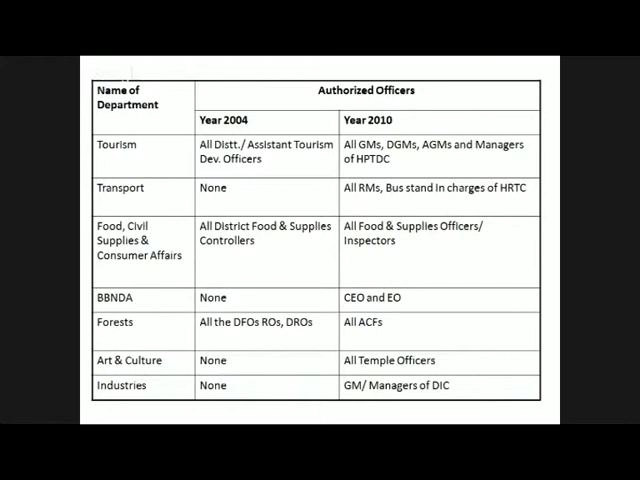 Name of Department
Authorized Officers
Year 2004
Year 2010
Tourism
All Distt./ Assistant Tourism Dev. Officers
All GMs, DGMs, AGMs and Managers of HPTDC
Transport
None
All RMs, Bus stand In charges of HRTC
Food, Civil Supplies & Consumer Affairs
All District Food & Supplies Controllers
All Food & Supplies Officers/ Inspectors
BBNDA
None
CEO and EO
Forests
All the DFOs ROs, DROs
All ACFs
Art & Culture
None
All Temple Officers
Industries
None
GM/ Managers of DIC